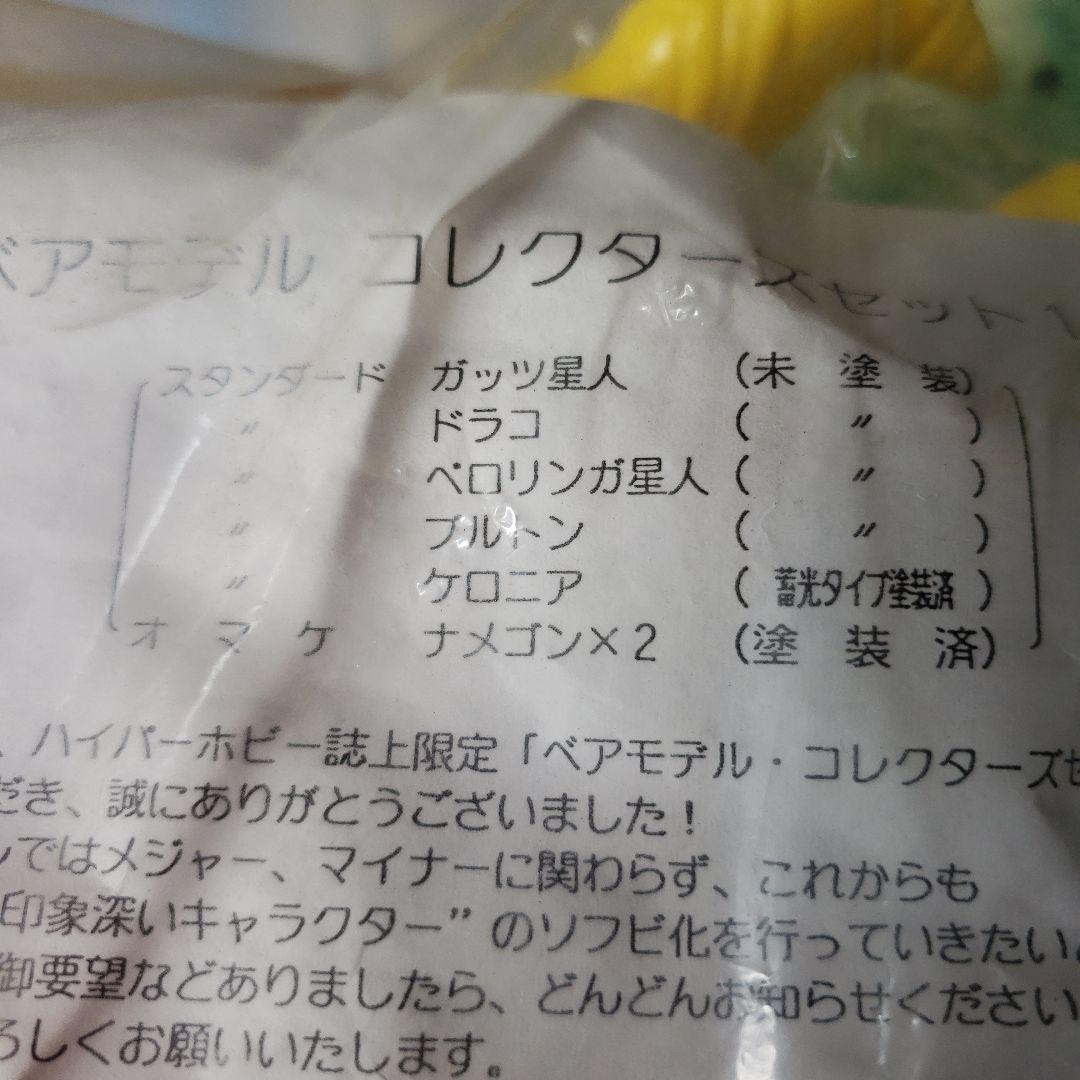 ベアモデル コレクターズセット1
スタンダード ガッツ星人 (未塗装)
〃 ドラコ ( 〃 )
〃 ペロリンガ星人 ( 〃 )
〃 ブルトン ( 〃 )
〃 ケロニア ( 蓄光タイプ塗装済 )
オマケ ナメゴン×2 (塗装済)
、ハイパーホビー誌上限定「ベアモデル・コレクターズセ
だき、誠にありがとうございました!
ンではメジャー、マイナーに関わらず、これからも
印象深いキャラクター”のソフビ化を行っていきたい
御要望などありましたら、どんどんお知らせください
ろしくお願いいたします。